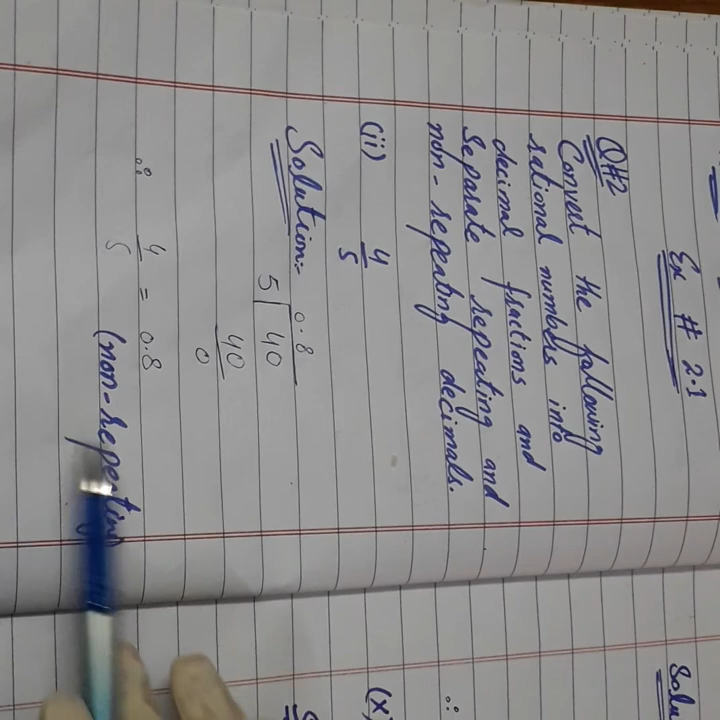 Ex # 2.1
Q#2
Convert the following
rational numbers into
decimal fractions and
Separate repeating and
non-repeating decimals.
(ii) 4/5
Solution:-
0.8
5 | 40
40
0
∴ 4/5 = 0.8
(non-repeating
Solu
∴
(x)